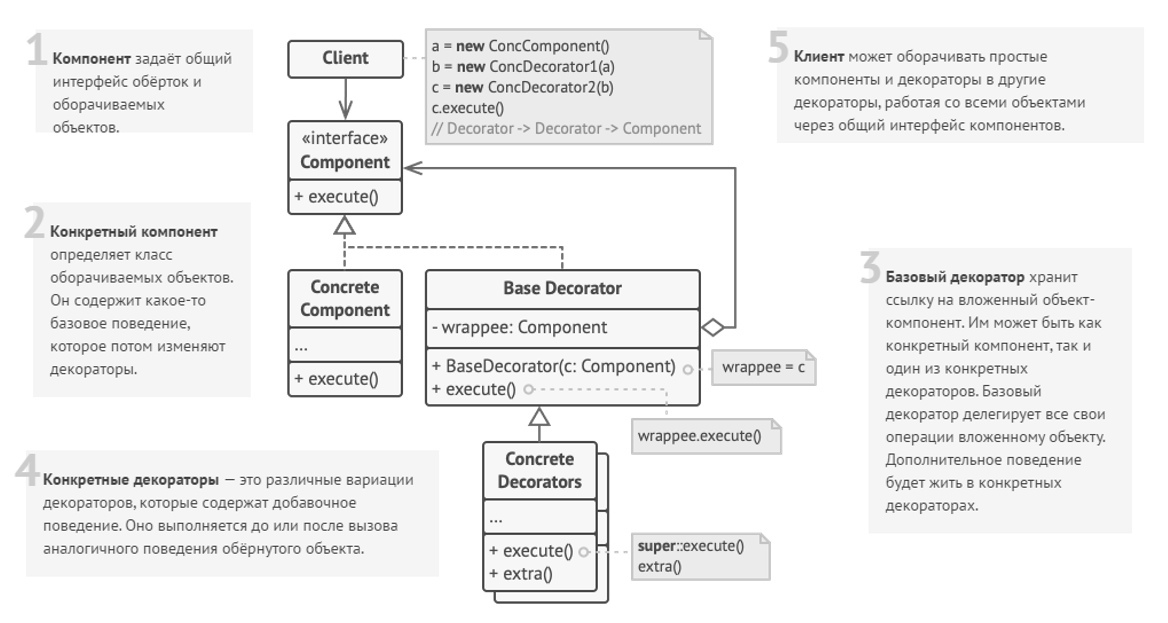 1
Компонент задаёт общий
интерфейс обёрток и
оборачиваемых
объектов.
Client
a = new ConcComponent()
b = new ConcDecorator1(a)
c = new ConcDecorator2(b)
c.execute()
// Decorator -> Decorator -> Component
5
Клиент может оборачивать простые
компоненты и декораторы в другие
декораторы, работая со всеми объектами
через общий интерфейс компонентов.
«interface»
Component
+ execute()
2
Конкретный компонент
определяет класс
оборачиваемых объектов.
Он содержит какое-то
базовое поведение,
которое потом изменяют
декораторы.
Concrete
Component
...
+ execute()
Base Decorator
- wrappee: Component
+ BaseDecorator(c: Component)
+ execute()
wrappee = c
wrappee.execute()
3
Базовый декоратор хранит
ссылку на вложенный объект-
компонент. Им может быть как
конкретный компонент, так и
один из конкретных
декораторов. Базовый
декоратор делегирует все свои
операции вложенному объекту.
Дополнительное поведение
будет жить в конкретных
декораторах.
4
Конкретные декораторы — это различные вариации
декораторов, которые содержат добавочное
поведение. Оно выполняется до или после вызова
аналогичного поведения обёрнутого объекта.
Concrete
Decorators
...
+ execute()
+ extra()
super::execute()
extra()